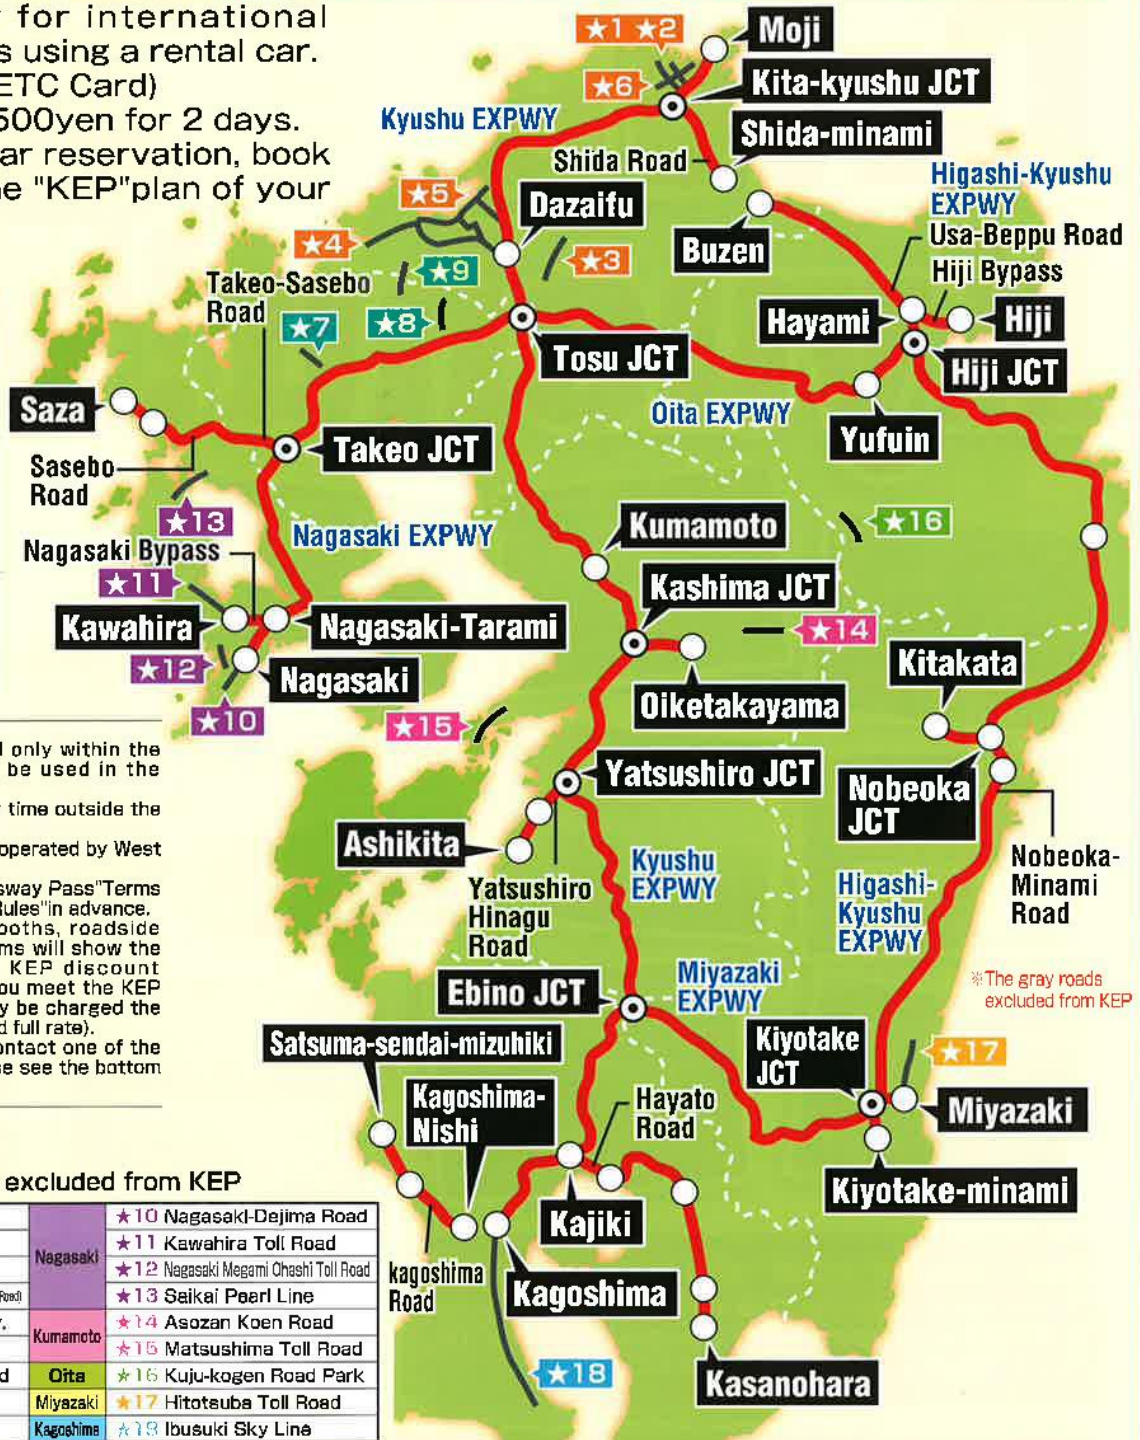 for international
s using a rental car.
ETC Card)
500yen for 2 days.
ar reservation, book
ne "KEP"plan of your
★1 ★2
Moji
★6
Kita-kyushu JCT
Kyushu EXPWY
Shida-minami
Shida Road
Higashi-Kyushu
EXPWY
★5
Dazaifu
Usa-Beppu Road
★4
Buzen
★3
Hiji Bypass
★9
Takeo-Sasebo
Road
★7
★8
Hayami
Hiji
Tosu JCT
Hiji JCT
Saza
Oita EXPWY
Yufuin
Takeo JCT
Sasebo
Road
★13
Nagasaki EXPWY
Kumamoto
★16
Nagasaki Bypass
★11
Kashima JCT
Kawahira
Nagasaki-Tarami
★14
★12
Nagasaki
Kitakata
Oiketakayama
★10
★15
Yatsushiro JCT
Nobeoka
JCT
Ashikita
Kyushu
EXPWY
Nobeoka-
Minami
Road
Yatsushiro
Hinagu
Road
Higashi-
Kyushu
EXPWY
Miyazaki
EXPWY
※The gray roads
excluded from KEP
Ebino JCT
Satsuma-sendai-mizuhiki
Kiyotake
JCT
★17
Kagoshima-
Nishi
Hayato
Road
Miyazaki
Kiyotake-minami
Kajiki
kagoshima
Road
Kagoshima
★18
Kasanohara
d only within the
be used in the
time outside the
operated by West
sway Pass"Terms
Rules"in advance.
ooths, roadside
ms will show the
KEP discount
ou meet the KEP
y be charged the
d full rate).
ontact one of the
se see the bottom
excluded from KEP
Nagasaki
★10 Nagasaki-Dejima Road
★11 Kawahira Toll Road
★12 Nagasaki Megami Ohashi Toll Road
Road)
★13 Saikai Pearl Line
Kumamoto
★14 Asozan Koen Road
★15 Matsushima Toll Road
d
Oita
★16 Kuju-kogen Road Park
Miyazaki
★17 Hitotsuba Toll Road
Kagoshima
★18 Ibusuki Sky Line